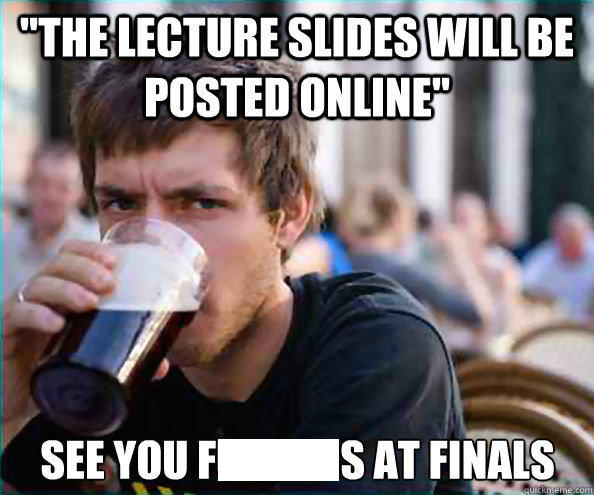 "THE LECTURE SLIDES WILL BE
POSTED ONLINE"
SEE YOU F S AT FINALS
quickmeme.com